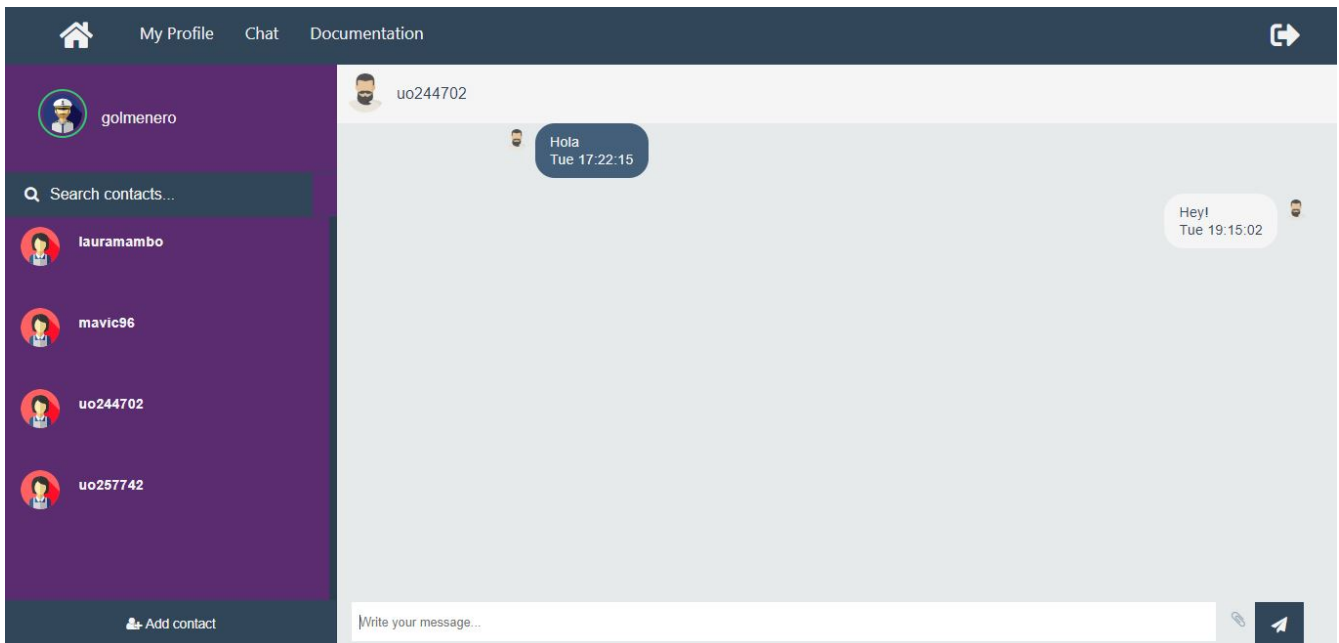 My Profile Chat Documentation
golmenero
Search contacts...
lauramambo
mavic96
uo244702
uo257742
Add contact
uo244702
Hola
Tue 17:22:15
Hey!
Tue 19:15:02
Write your message...